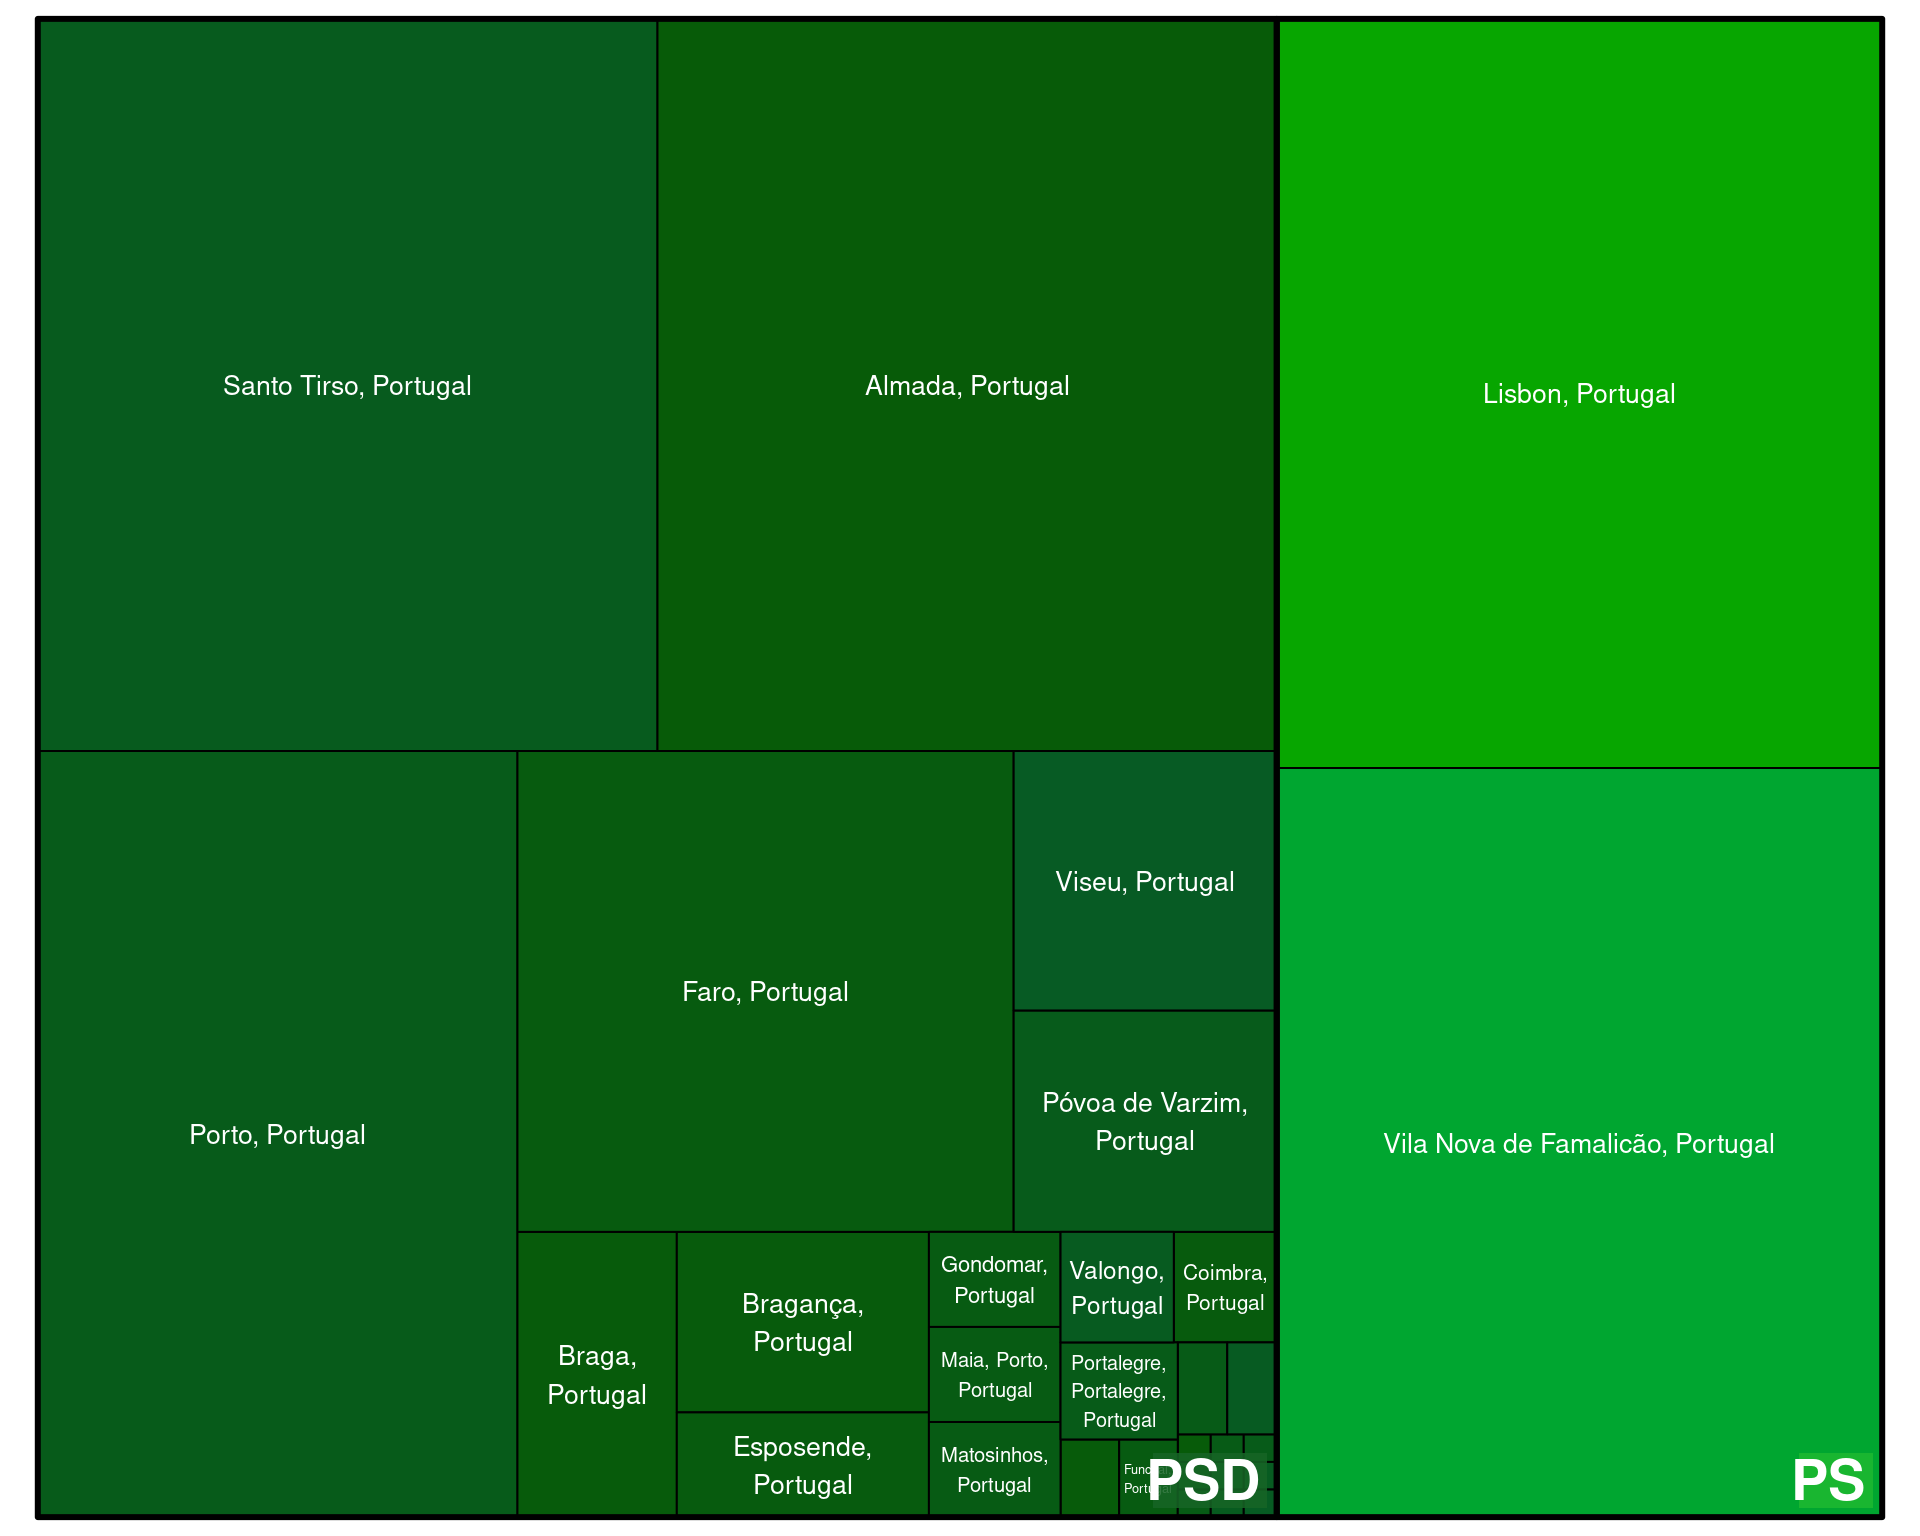 Santo Tirso, Portugal
Almada, Portugal
Lisbon, Portugal
Porto, Portugal
Faro, Portugal
Viseu, Portugal
Póvoa de Varzim,
Portugal
Vila Nova de Famalicão, Portugal
Braga,
Portugal
Bragança,
Portugal
Esposende,
Portugal
Gondomar,
Portugal
Maia, Porto,
Portugal
Matosinhos,
Portugal
Valongo,
Portugal
Coimbra,
Portugal
Portalegre,
Portalegre,
Portugal
Portugal
PSD
PS